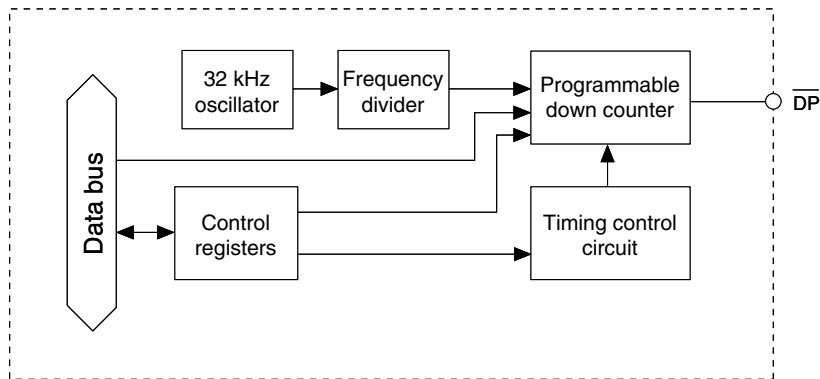 32 kHz
oscillator
Frequency
divider
Programmable
down counter
DP
Data bus
Control
registers
Timing control
circuit